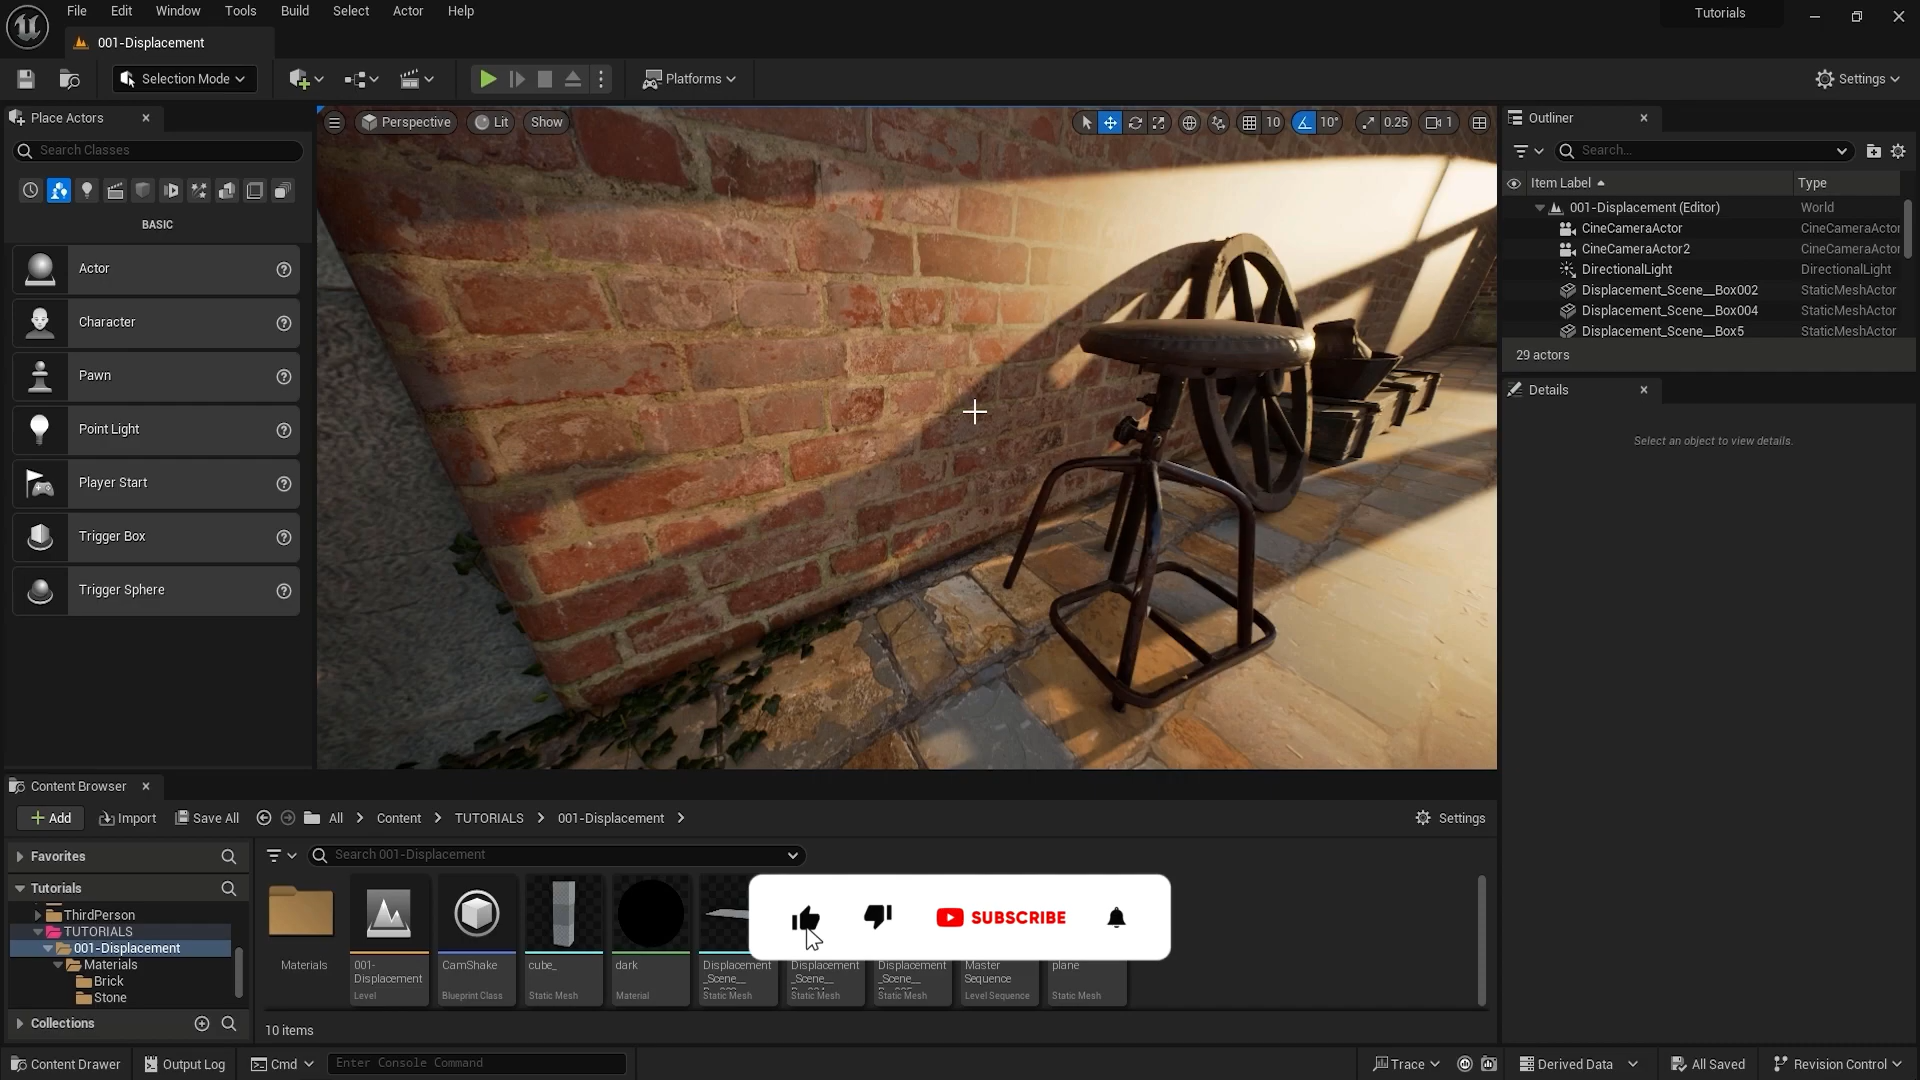 File Edit Window Tools Build Select Actor Help
Tutorials
001-Displacement
Selection Mode
Platforms
Settings
Place Actors
Search Classes
BASIC
Actor
Character
Pawn
Point Light
Player Start
Trigger Box
Trigger Sphere
Perspective Lit Show
10 10° 0.25 1
Outliner
Search...
Item Label Type
001-Displacement (Editor) World
CineCameraActor CineCameraActor
CineCameraActor2 CineCameraActor
DirectionalLight DirectionalLight
Displacement_Scene__Box002 StaticMeshActor
Displacement_Scene__Box004 StaticMeshActor
Displacement_Scene__Box5 StaticMeshActor
29 actors
Details
Select an object to view details.
Content Browser
Add Import Save All All Content TUTORIALS 001-Displacement Settings
Favorites
Tutorials
ThirdPerson
TUTORIALS
001-Displacement
Materials
Brick
Stone
Collections
Search 001-Displacement
SUBSCRIBE
Materials
001-
Displacement
Level
CamShake
Blueprint Class
cube_
Static Mesh
dark
Material
Displacement
_Scene__
Static Mesh
Displacement
_Scene__
Static Mesh
Displacement
_Scene__
Static Mesh
Master
Sequence
Level Sequence
plane
Static Mesh
10 items
Content Drawer Output Log Cmd Enter Console Command Trace Derived Data All Saved Revision Control